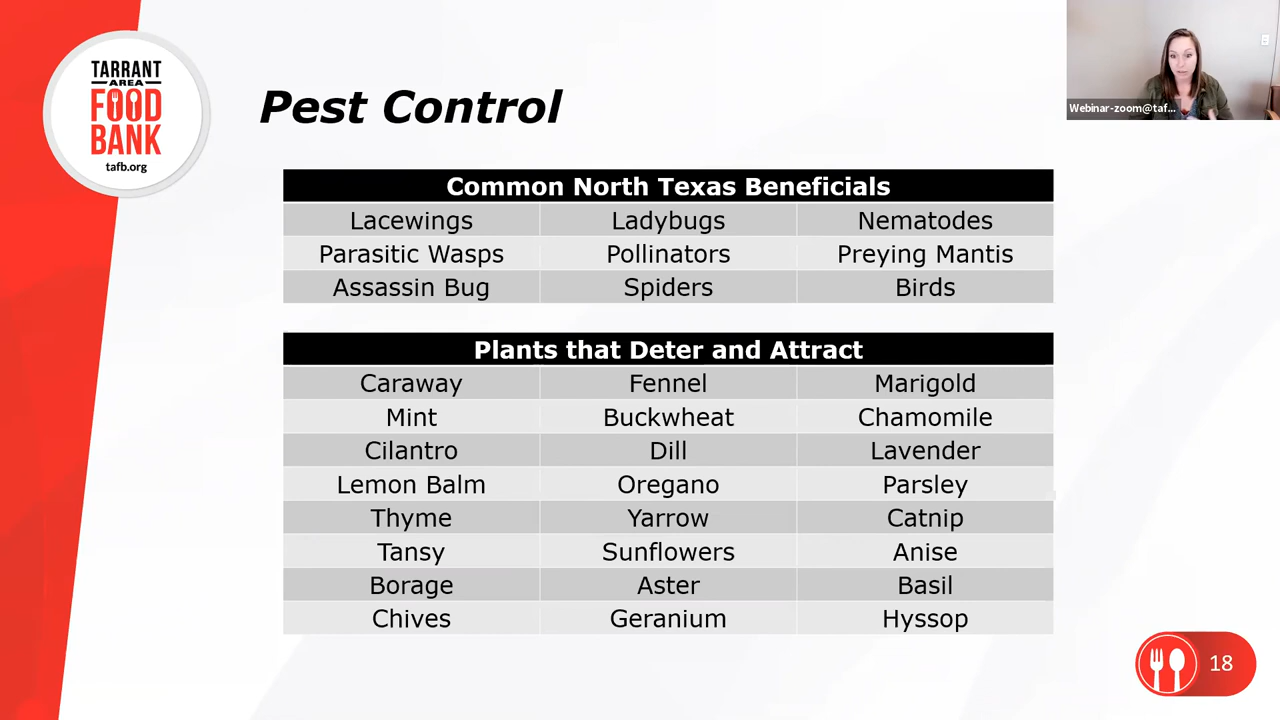 TARRANT
AREA
FOOD
BANK
tafb.org
Pest Control
Webinar-zoom@taf...
Common North Texas Beneficials
Lacewings Ladybugs Nematodes
Parasitic Wasps Pollinators Preying Mantis
Assassin Bug Spiders Birds
Plants that Deter and Attract
Caraway Fennel Marigold
Mint Buckwheat Chamomile
Cilantro Dill Lavender
Lemon Balm Oregano Parsley
Thyme Yarrow Catnip
Tansy Sunflowers Anise
Borage Aster Basil
Chives Geranium Hyssop
18